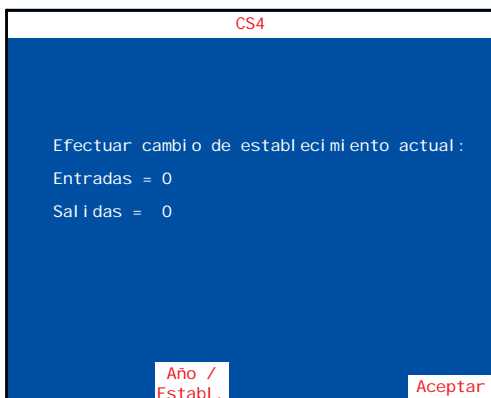 CS4
Efectuar cambio de establecimiento actual:
Entradas = 0
Salidas = 0
Año /
Establ.
Aceptar